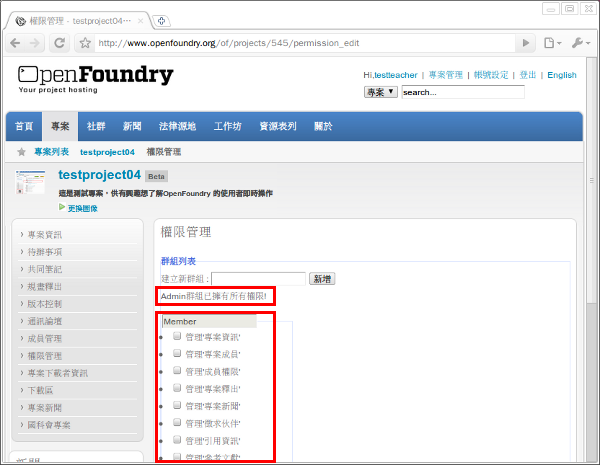 權限管理 - testproject04⋯
http://www.openfoundry.org/of/projects/545/permission_edit
OpenFoundry
Your project hosting
Hi,testteacher | 專案管理 | 帳號設定 | 登出 | English
專案 search...
首頁 專案 社群 新聞 法律源地 工作坊 資源表列 關於
專案列表 testproject04 權限管理
testproject04 Beta
這是測試專案，供有興趣想了解OpenFoundry 的使用者即時操作
更換圖像
專案資訊
待辦事項
共同筆記
規畫釋出
版本控制
通訊論壇
成員管理
權限管理
專案下載者資訊
下載區
專案新聞
國科會專案
新聞
權限管理
群組列表
建立新群組 : 新增
Admin群組已擁有所有權限!
Member
管理'專案資訊'
管理'專案成員'
管理'成員權限'
管理'專案釋出'
管理'專案新聞'
管理'徵求伙伴'
管理'引用資訊'
管理'參考文獻'